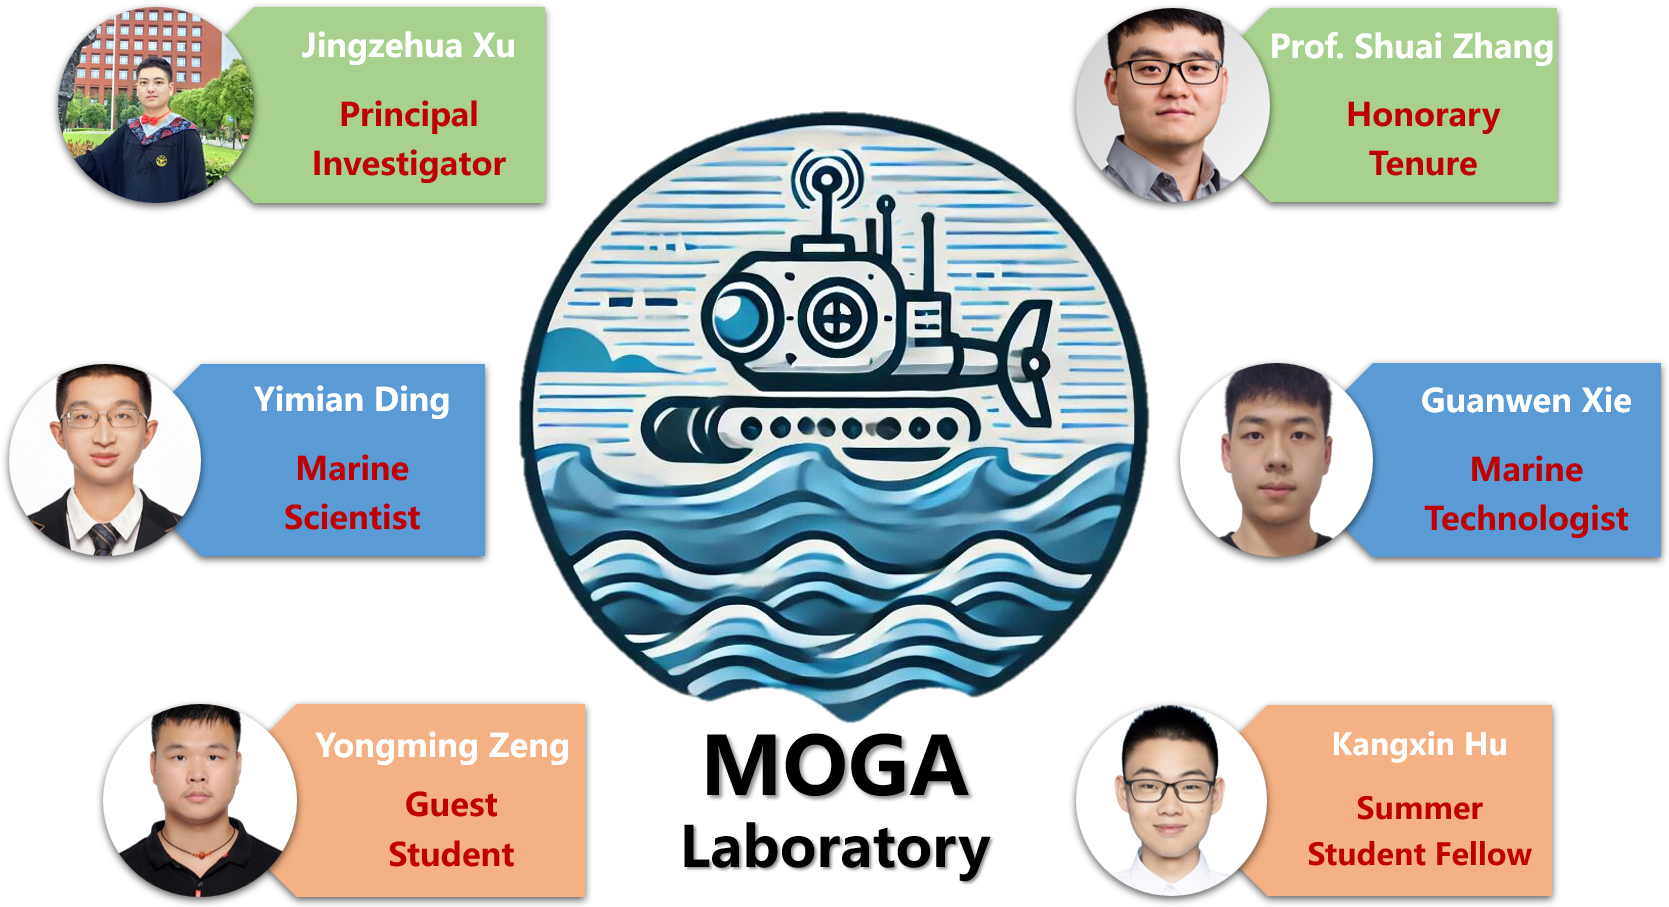 Jingzehua Xu
Principal
Investigator
Prof. Shuai Zhang
Honorary
Tenure
Yimian Ding
Marine
Scientist
Guanwen Xie
Marine
Technologist
Yongming Zeng
Guest
Student
Kangxin Hu
Summer
Student Fellow
MOGA
Laboratory